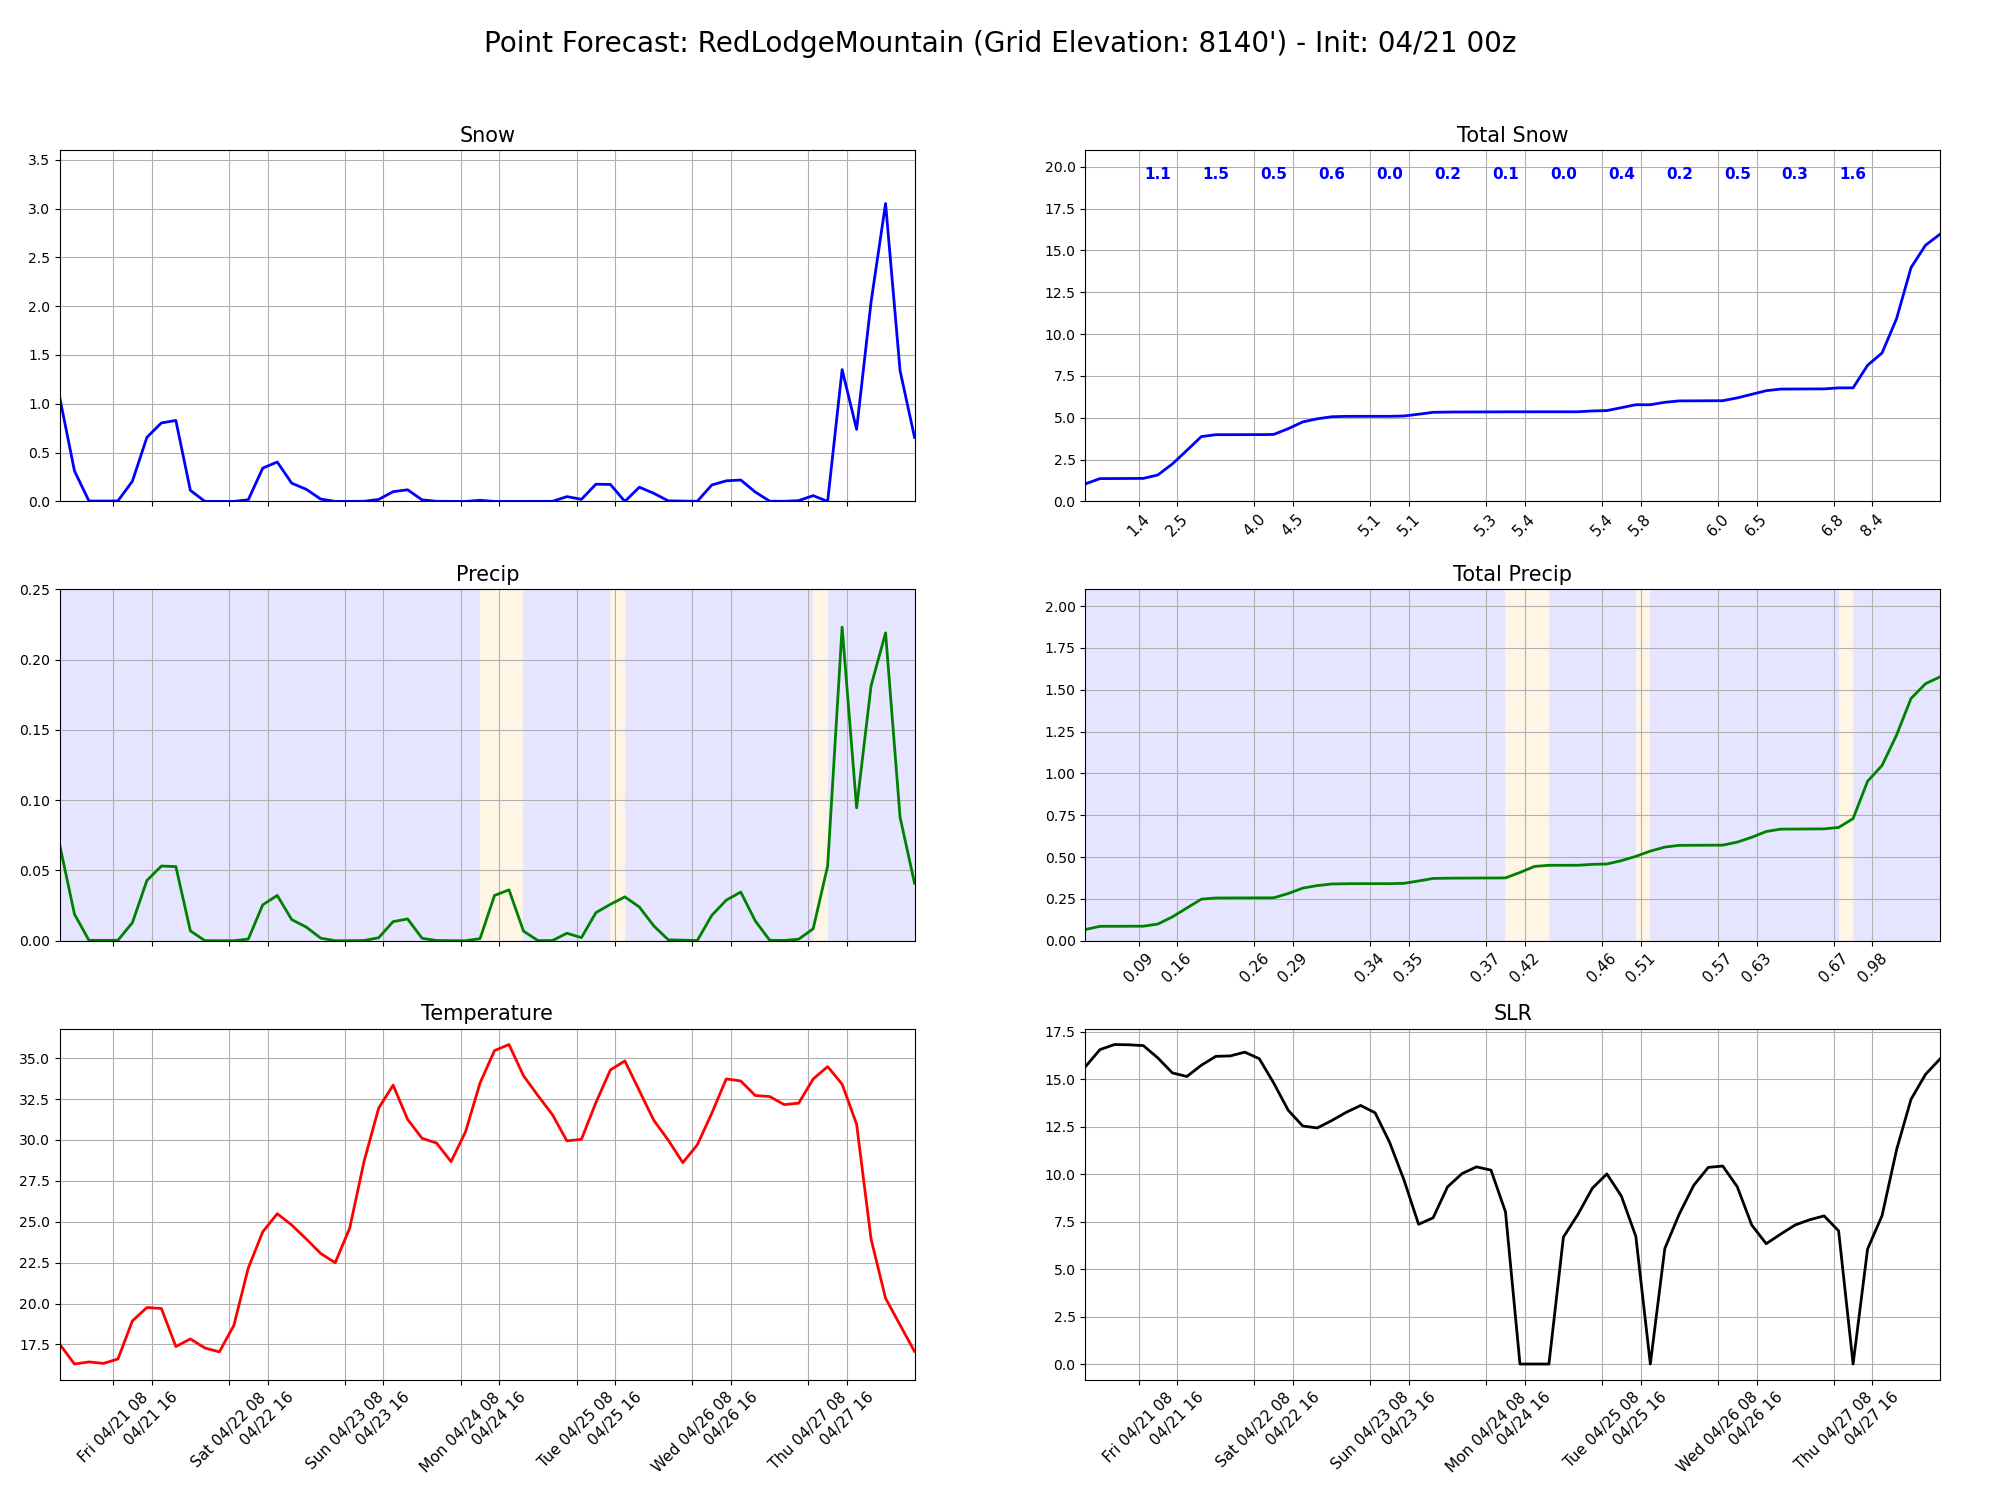 Point Forecast: RedLodgeMountain (Grid Elevation: 8140') - Init: 04/21 00z
Snow
3.5
3.0
2.5
2.0
1.5
1.0
0.5
0.0
Total Snow
20.0
17.5
15.0
12.5
10.0
7.5
5.0
2.5
0.0
1.1 1.5 0.5 0.6 0.0 0.2 0.1 0.0 0.4 0.2 0.5 0.3 1.6
1.4 2.5 4.0 4.5 5.1 5.1 5.3 5.4 5.4 5.8 6.0 6.5 6.8 8.4
Precip
0.25
0.20
0.15
0.10
0.05
0.00
Total Precip
2.00
1.75
1.50
1.25
1.00
0.75
0.50
0.25
0.00
0.09 0.16 0.26 0.29 0.34 0.35 0.37 0.42 0.46 0.51 0.57 0.63 0.67 0.98
Temperature
35.0
32.5
30.0
27.5
25.0
22.5
20.0
17.5
Fri 04/21 08
04/21 16
Sat 04/22 08
04/22 16
Sun 04/23 08
04/23 16
Mon 04/24 08
04/24 16
Tue 04/25 08
04/25 16
Wed 04/26 08
04/26 16
Thu 04/27 08
04/27 16
SLR
17.5
15.0
12.5
10.0
7.5
5.0
2.5
0.0
Fri 04/21 08
04/21 16
Sat 04/22 08
04/22 16
Sun 04/23 08
04/23 16
Mon 04/24 08
04/24 16
Tue 04/25 08
04/25 16
Wed 04/26 08
04/26 16
Thu 04/27 08
04/27 16